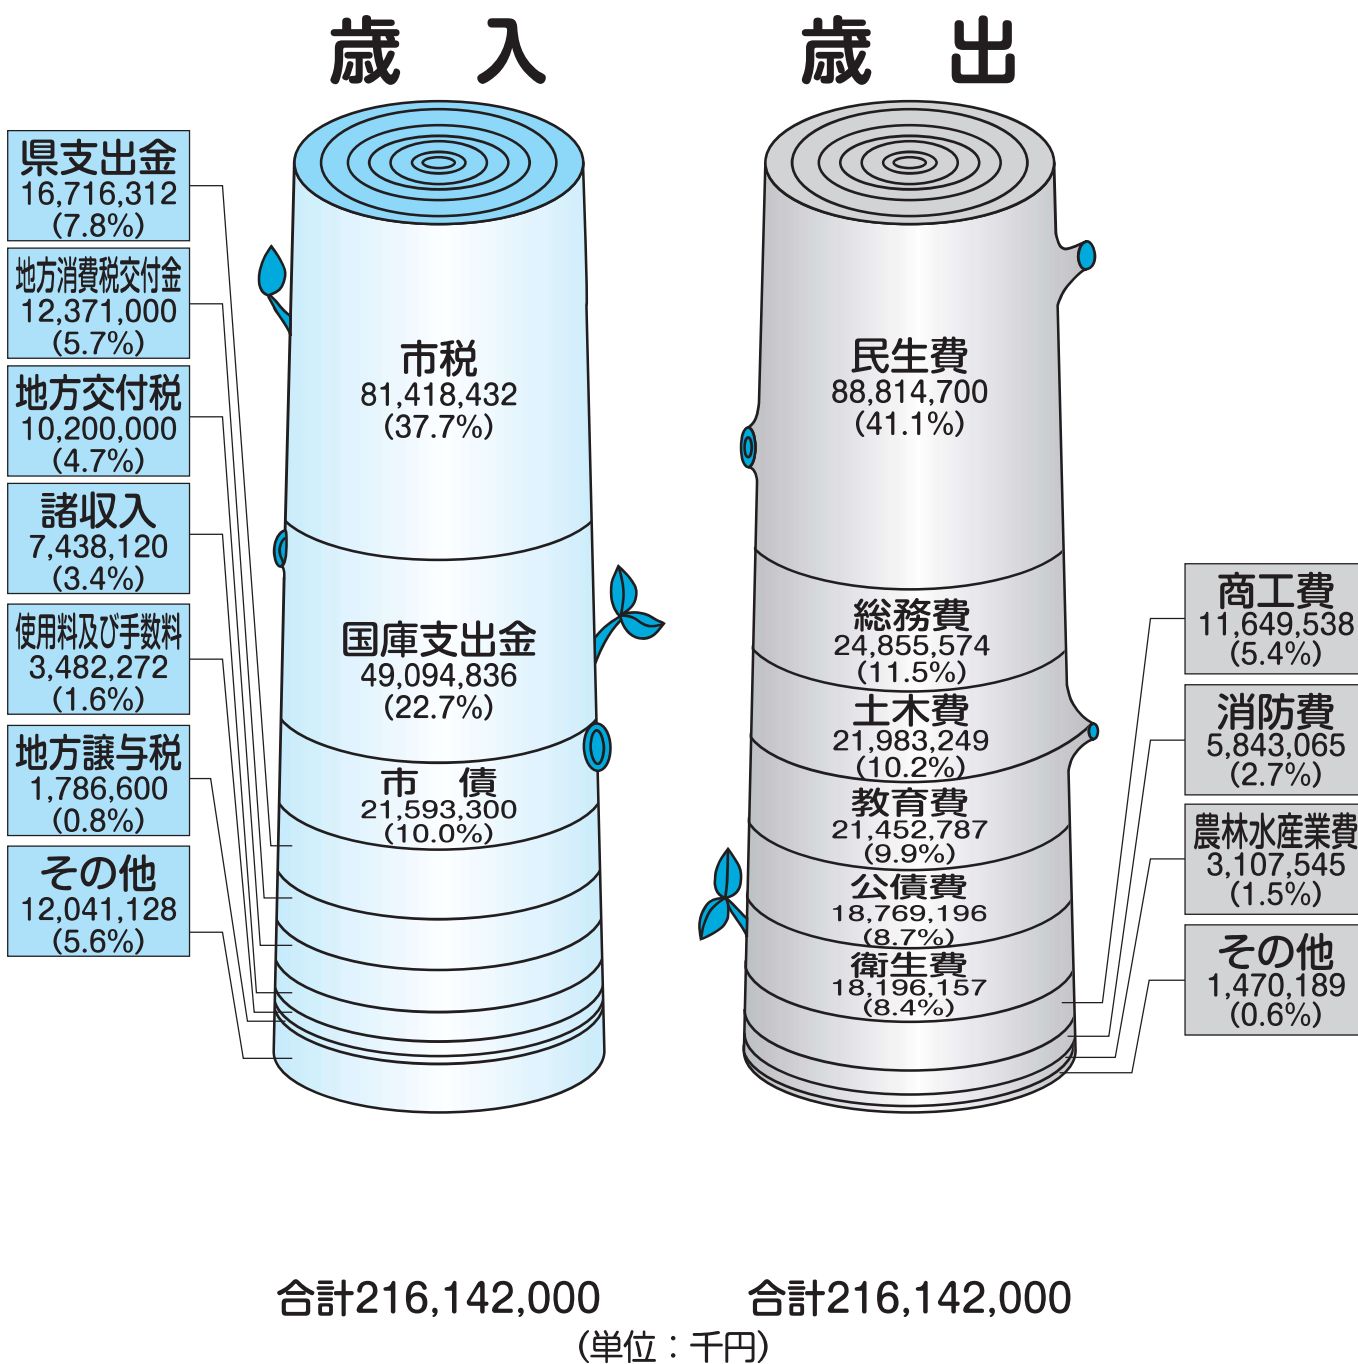 歳入
県支出金
16,716,312
(7.8%)
地方消費税交付金
12,371,000
(5.7%)
地方交付税
10,200,000
(4.7%)
諸収入
7,438,120
(3.4%)
使用料及び手数料
3,482,272
(1.6%)
地方譲与税
1,786,600
(0.8%)
その他
12,041,128
(5.6%)
市税
81,418,432
(37.7%)
国庫支出金
49,094,836
(22.7%)
市債
21,593,300
(10.0%)
合計216,142,000
歳出
民生費
88,814,700
(41.1%)
総務費
24,855,574
(11.5%)
土木費
21,983,249
(10.2%)
教育費
21,452,787
(9.9%)
公債費
18,769,196
(8.7%)
衛生費
18,196,157
(8.4%)
商工費
11,649,538
(5.4%)
消防費
5,843,065
(2.7%)
農林水産業費
3,107,545
(1.5%)
その他
1,470,189
(0.6%)
合計216,142,000
(単位：千円)